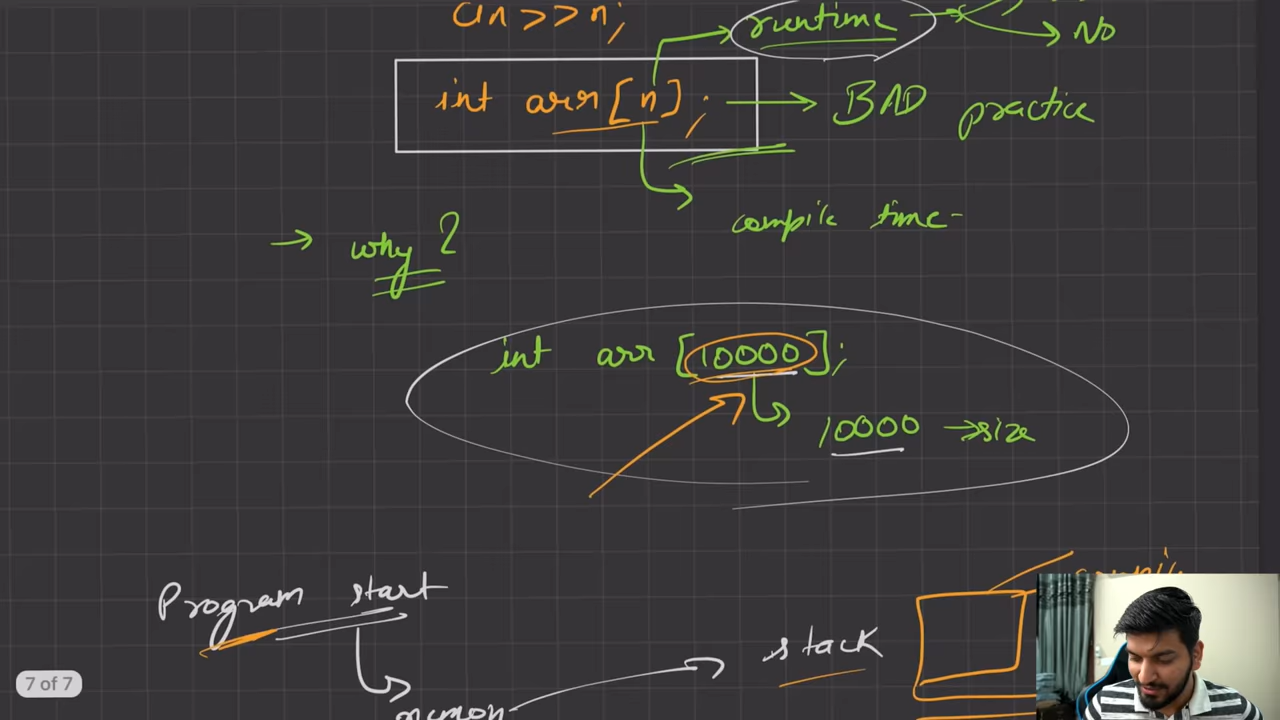 cin >> n;
runtime
No
int arr[n];
BAD practice
compile time
why ?
int arr [10000];
10000 → size
Program start
stack
7 of 7